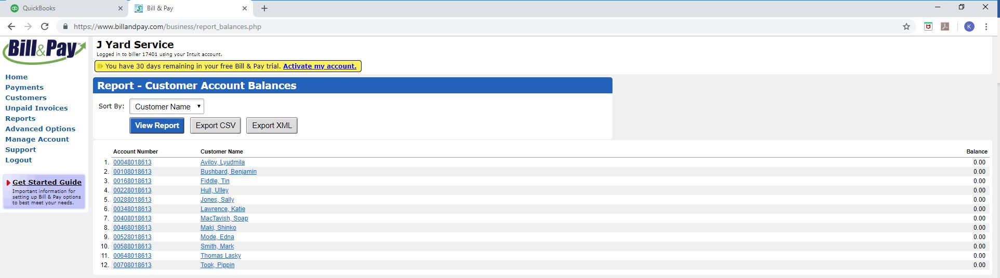 QuickBooks
Bill & Pay
https://www.billandpay.com/business/report_balances.php
K
Bill&Pay
Home
Payments
Customers
Unpaid Invoices
Reports
Advanced Options
Manage Account
Support
Logout
Get Started Guide
Important information for
setting up Bill & Pay options
to best meet your needs.
J Yard Service
Logged in to biller 17401 using your Intuit account.
You have 30 days remaining in your free Bill & Pay trial. Activate my account.
Report - Customer Account Balances
Sort By: Customer Name
View Report Export CSV Export XML
Account Number Customer Name Balance
1. 00048018613 Avilov, Lyudmila 0.00
2. 00108018613 Bushbard, Benjamin 0.00
3. 00168018613 Fiddle, Tin 0.00
4. 00228018613 Hull, Ulley 0.00
5. 00288018613 Jones, Sally 0.00
6. 00348018613 Lawrence, Katie 0.00
7. 00408018613 MacTavish, Soap 0.00
8. 00468018613 Maki, Shinko 0.00
9. 00528018613 Mode, Edna 0.00
10. 00588018613 Smith, Mark 0.00
11. 00648018613 Thomas Lasky 0.00
12. 00708018613 Took, Pippin 0.00